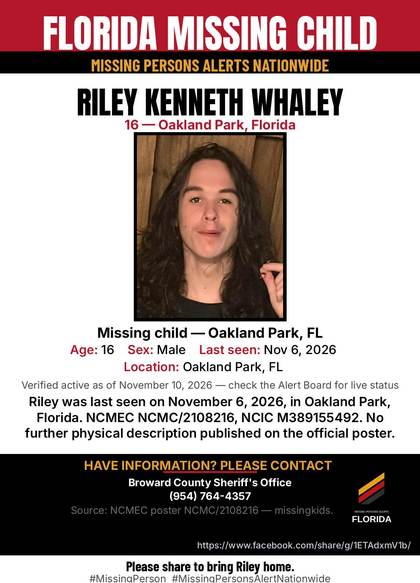 FLORIDA MISSING CHILD
MISSING PERSONS ALERTS NATIONWIDE
RILEY KENNETH WHALEY
16 — Oakland Park, Florida
Missing child — Oakland Park, FL
Age: 16 Sex: Male Last seen: Nov 6, 2026
Location: Oakland Park, FL
Verified active as of November 10, 2026 — check the Alert Board for live status
Riley was last seen on November 6, 2026, in Oakland Park,
Florida. NCMEC NCMC/2108216, NCIC M389155492. No
further physical description published on the official poster.
HAVE INFORMATION? PLEASE CONTACT
Broward County Sheriff's Office
(954) 764-4357
Source: NCMEC poster NCMC/2108216 — missingkids.
MISSING PERSONS ALERTS
FLORIDA
https://www.facebook.com/share/g/1ETAdxmV1b/
Please share to bring Riley home.
#MissingPerson #MissingPersonsAlertNationwide